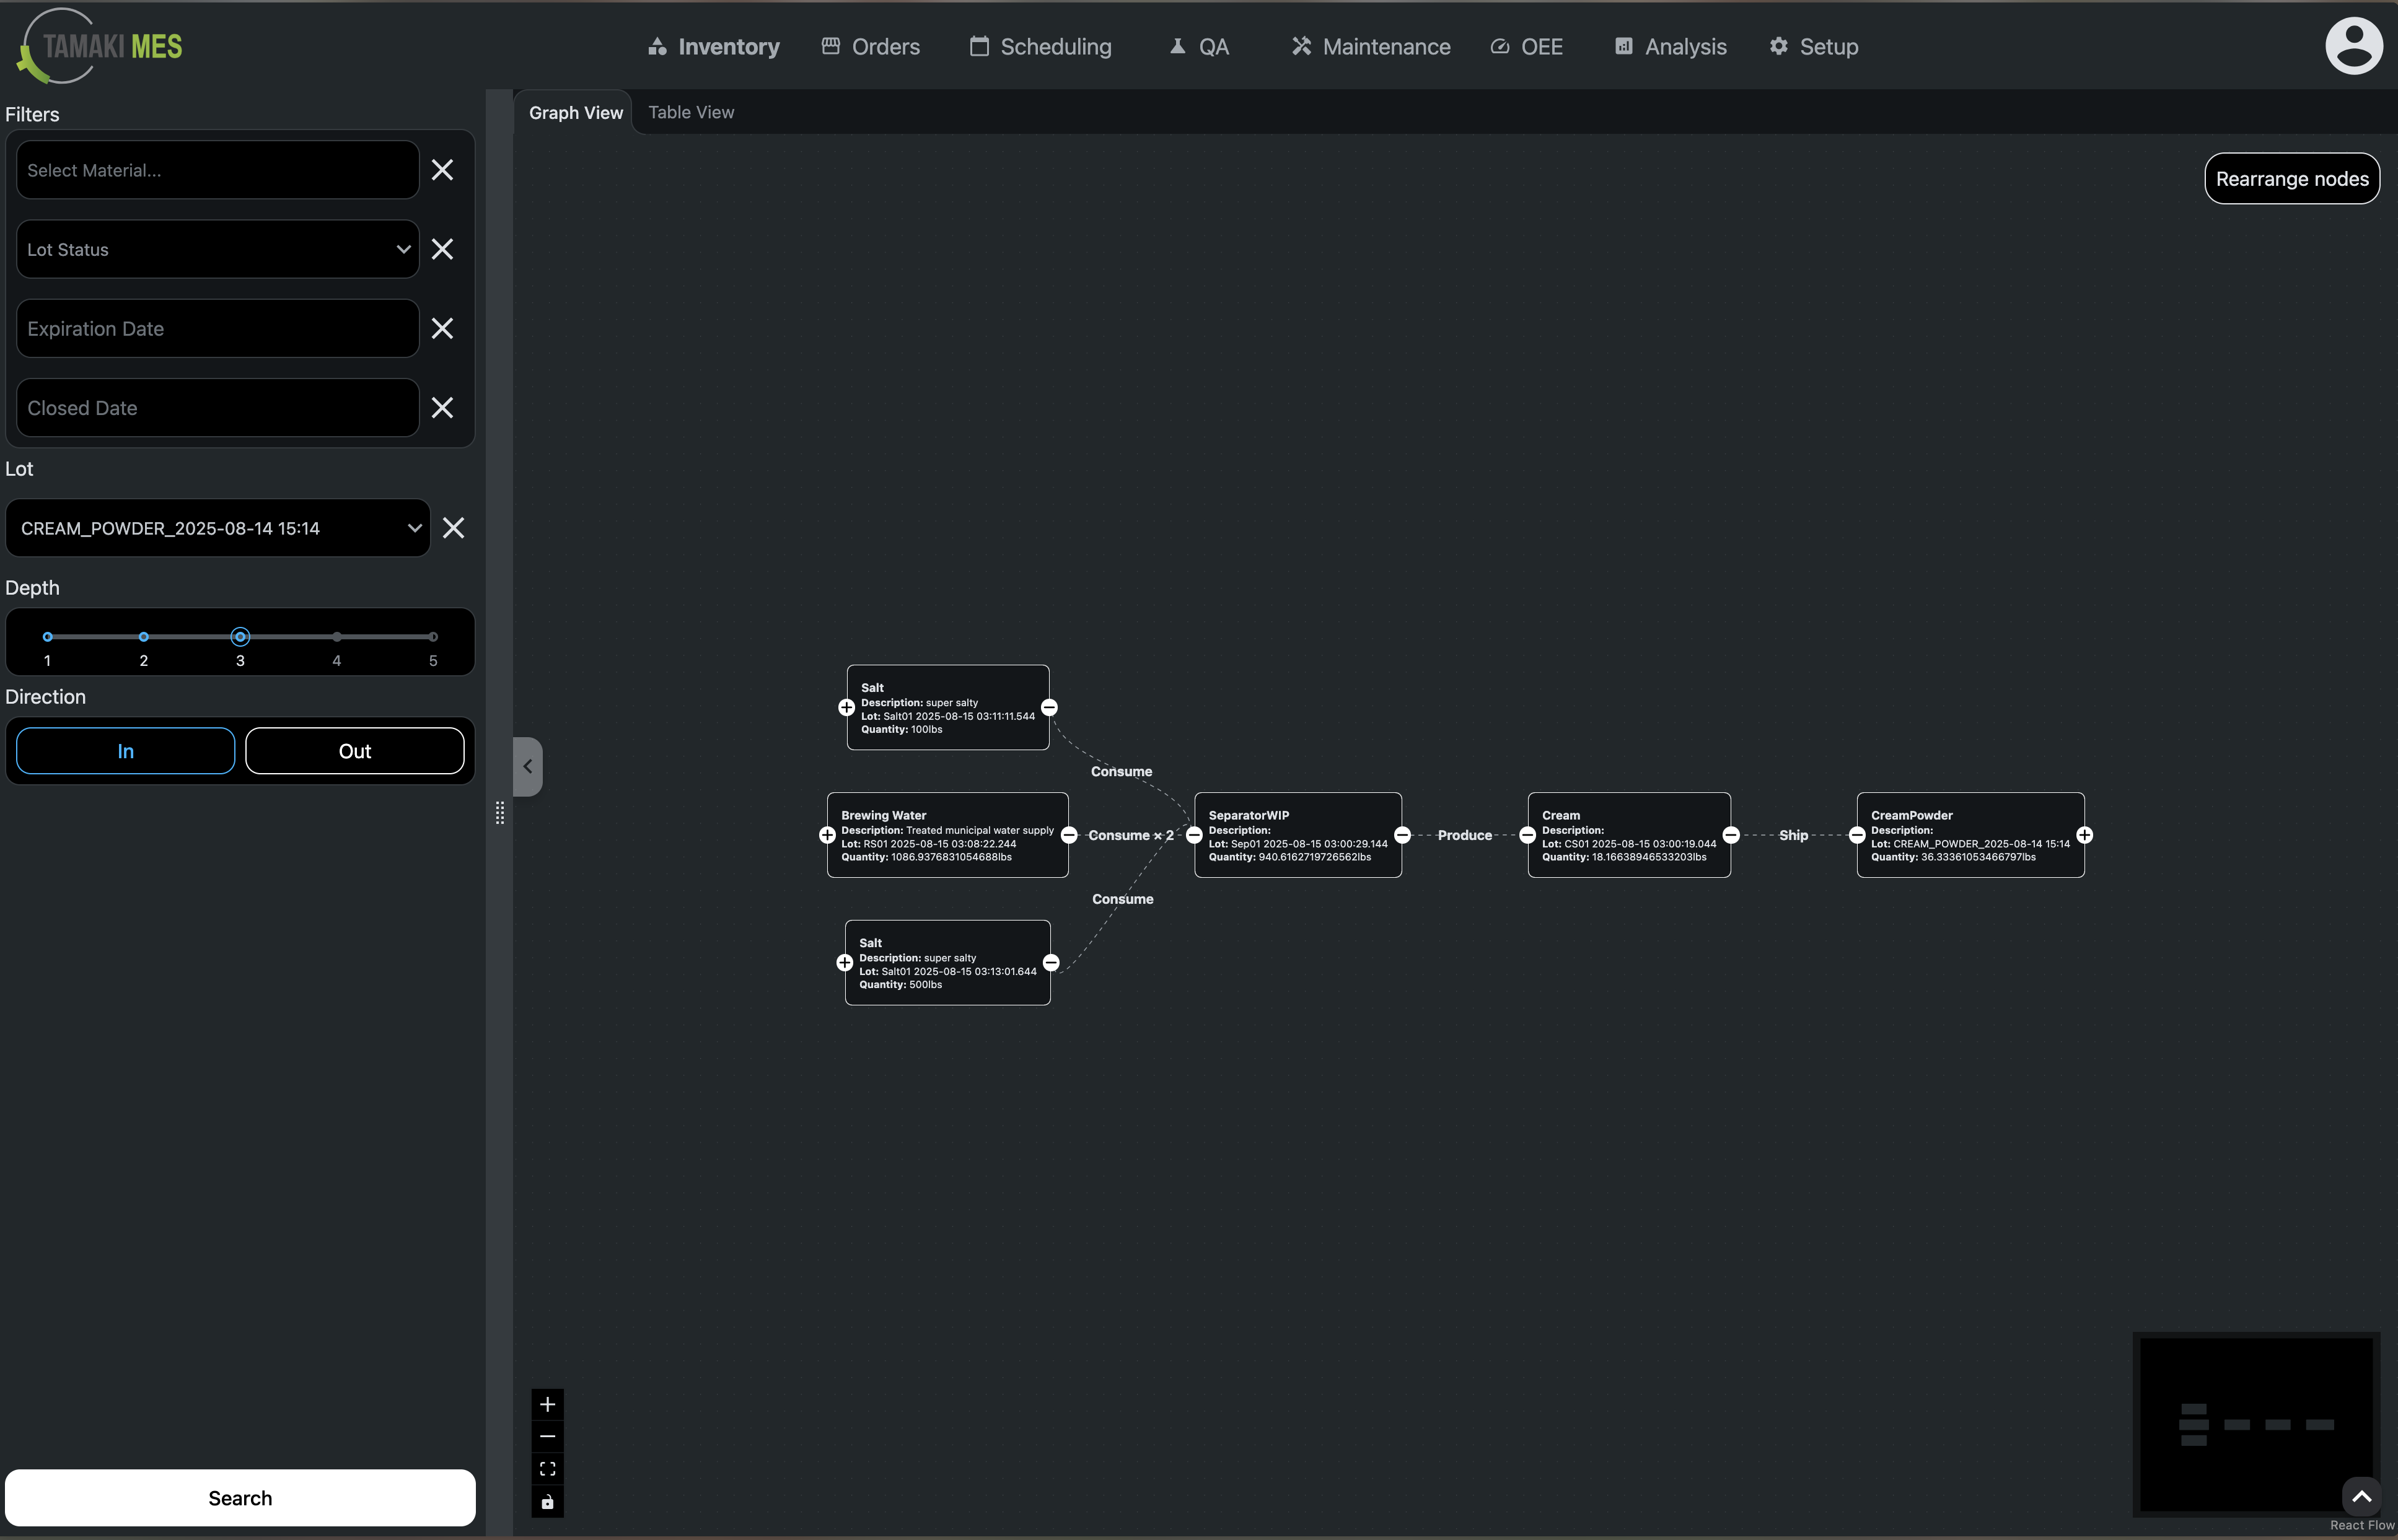 TAMAKI MES
Inventory
Orders
Scheduling
QA
Maintenance
OEE
Analysis
Setup
Filters
Select Material...
Lot Status
Expiration Date
Closed Date
Lot
CREAM_POWDER_2025-08-14 15:14
Depth
1 2 3 4 5
Direction
In
Out
Search
Graph View
Table View
Rearrange nodes
Salt
Description: super salty
Lot: Salt01 2025-08-15 03:11:11.544
Quantity: 100lbs
Consume
Brewing Water
Description: Treated municipal water supply
Lot: RS01 2025-08-15 03:08:22.244
Quantity: 1086.9376831054688lbs
Consume × 2
Salt
Description: super salty
Lot: Salt01 2025-08-15 03:13:01.644
Quantity: 500lbs
Consume
SeparatorWIP
Description:
Lot: Sep01 2025-08-15 03:00:29.144
Quantity: 940.6162719726562lbs
Produce
Cream
Description:
Lot: CS01 2025-08-15 03:00:19.044
Quantity: 18.16638946533203lbs
Ship
CreamPowder
Description:
Lot: CREAM_POWDER_2025-08-14 15:14
Quantity: 36.33361053466797lbs
React Flow